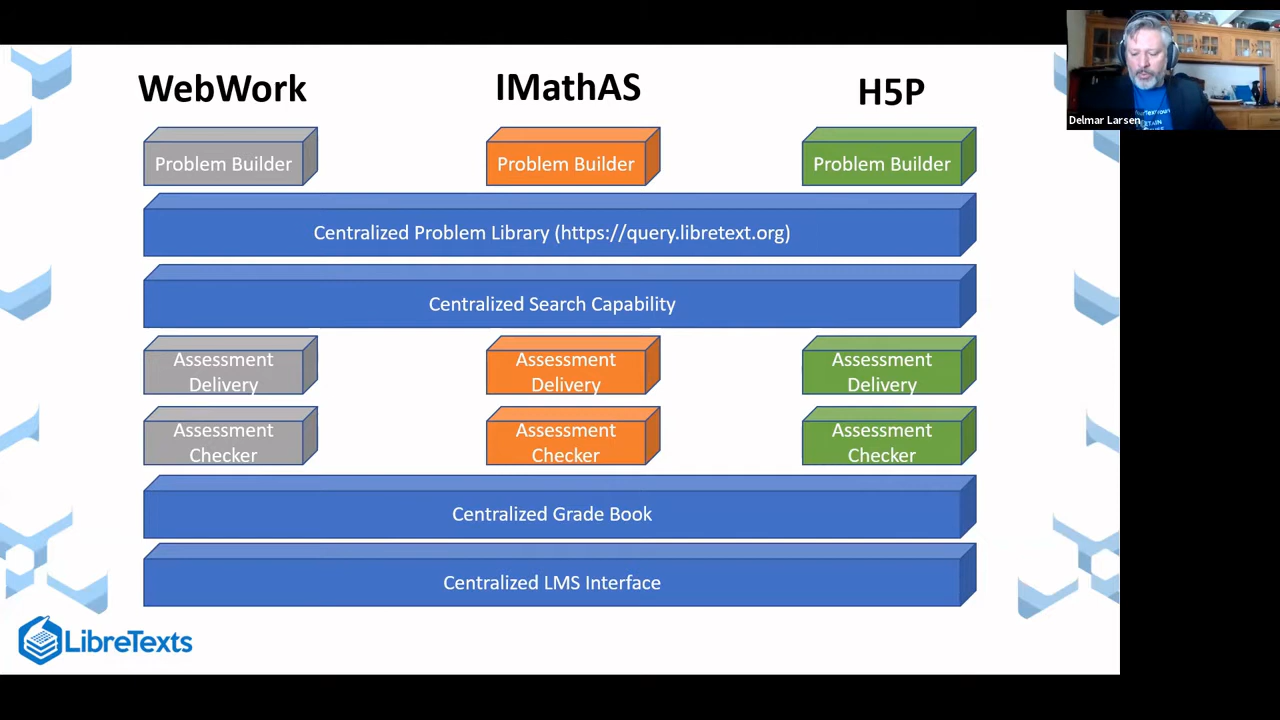 WebWork
IMathAS
H5P
Delmar Larsen
Problem Builder
Problem Builder
Problem Builder
Centralized Problem Library (https://query.libretext.org)
Centralized Search Capability
Assessment
Delivery
Assessment
Delivery
Assessment
Delivery
Assessment
Checker
Assessment
Checker
Assessment
Checker
Centralized Grade Book
Centralized LMS Interface
LibreTexts